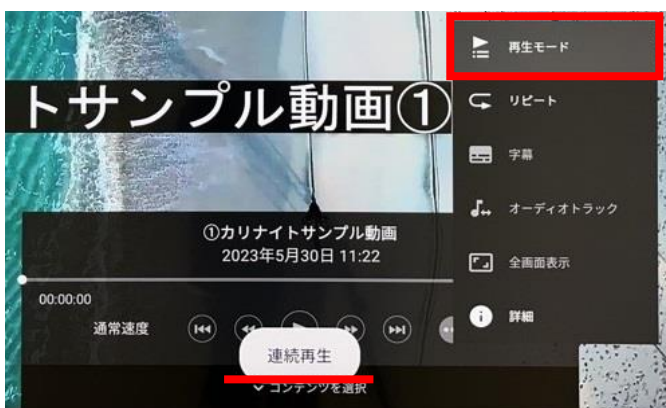 トサンプル動画①
再生モード
リピート
字幕
オーディオトラック
全画面表示
詳細
①カリナイトサンプル動画
2023年5月30日 11:22
00:00:00
通常速度
連続再生
コンテンツを選択